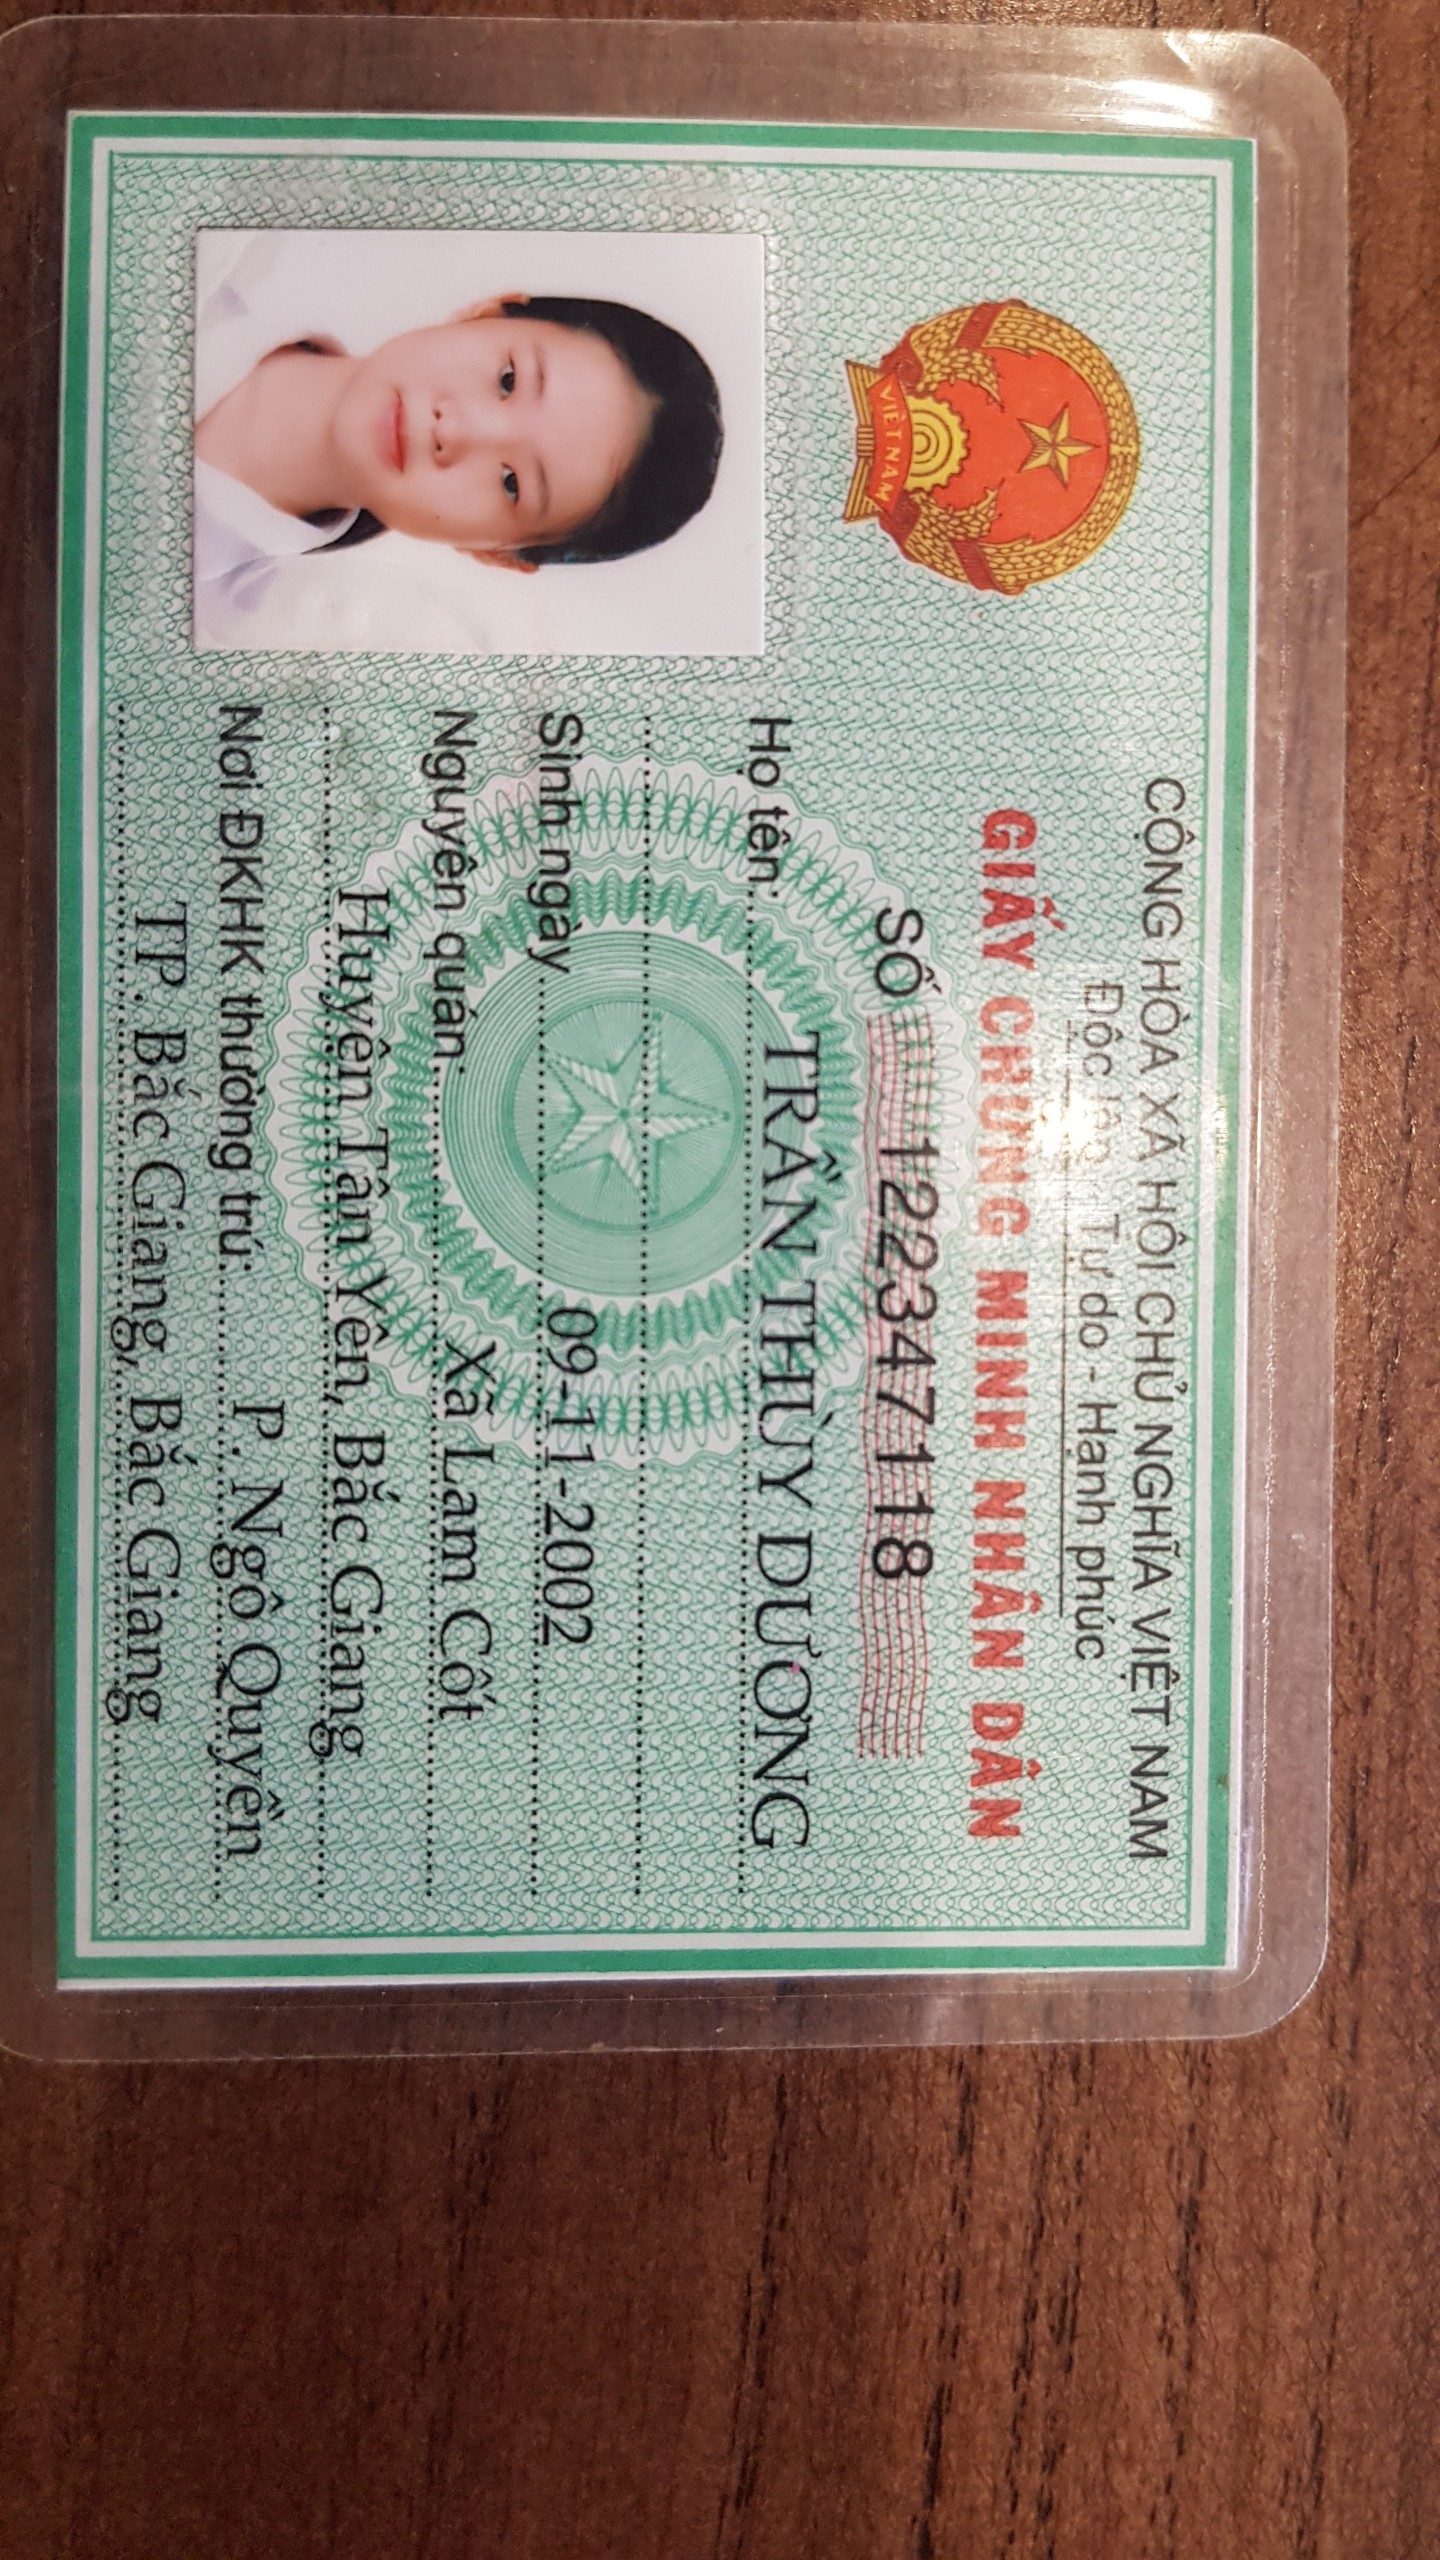 CỘNG HÒA XÃ HỘI CHỦ NGHĨA VIỆT NAM
Độc lập - Tự do - Hạnh phúc
GIẤY CHỨNG MINH NHÂN DÂN
SỐ 122347118
Họ tên: TRẦN THÙY DƯƠNG
Sinh ngày 09-11-2002
Nguyên quán: Xã Lam Cốt
Huyện Tân Yên, Bắc Giang
Nơi ĐKHK thường trú: P. Ngô Quyền
TP. Bắc Giang, Bắc Giang
VIỆT NAM